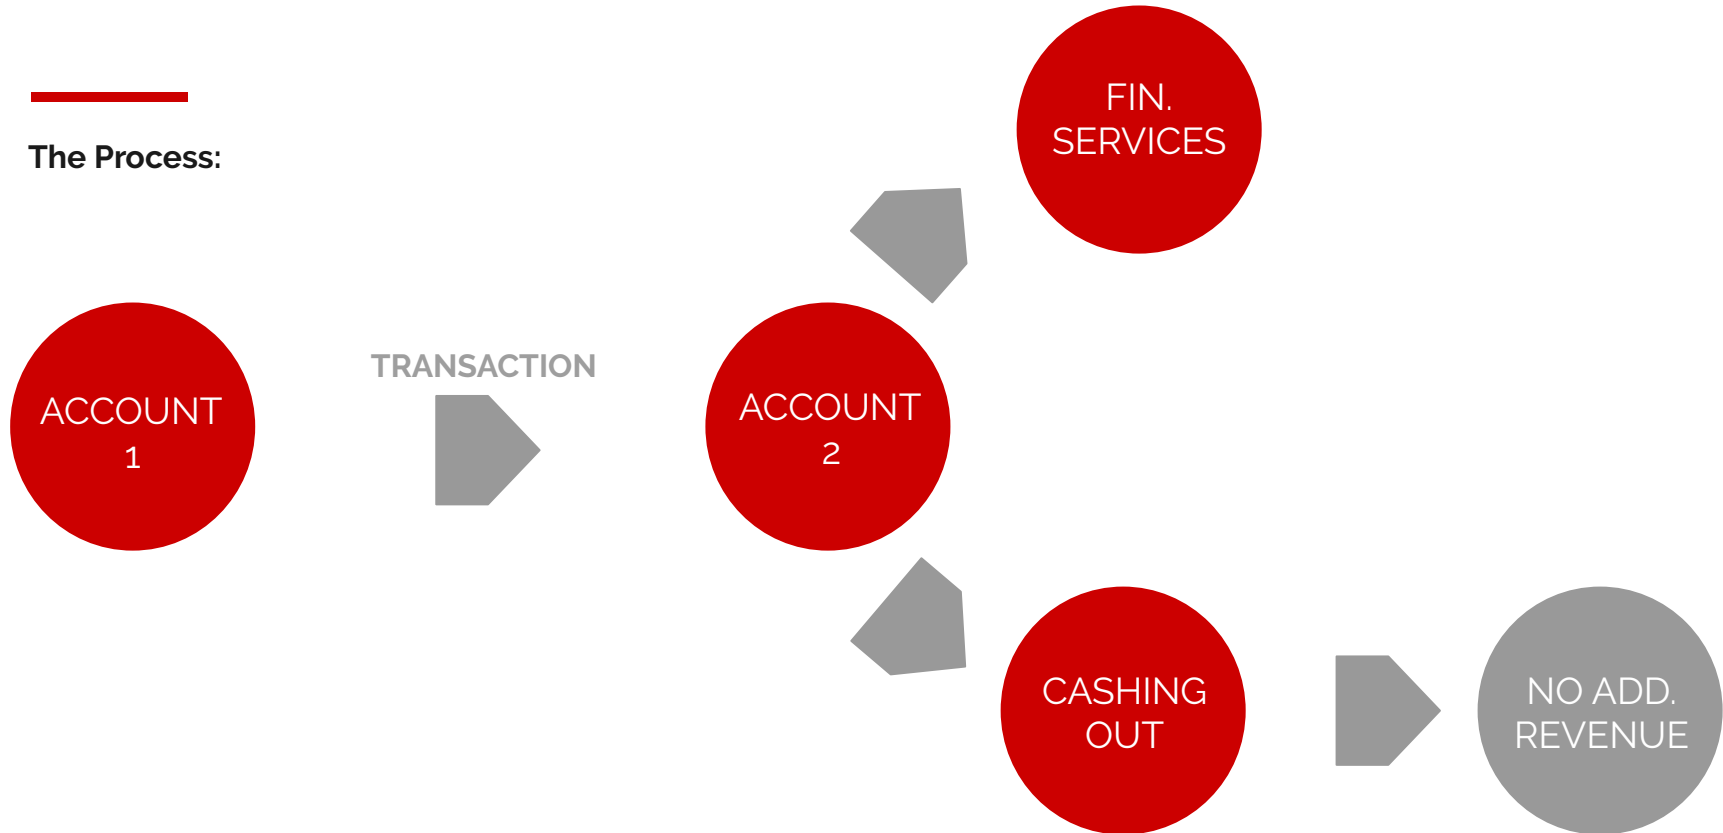 The Process:
ACCOUNT
1
TRANSACTION
ACCOUNT
2
FIN.
SERVICES
CASHING
OUT
NO ADD.
REVENUE